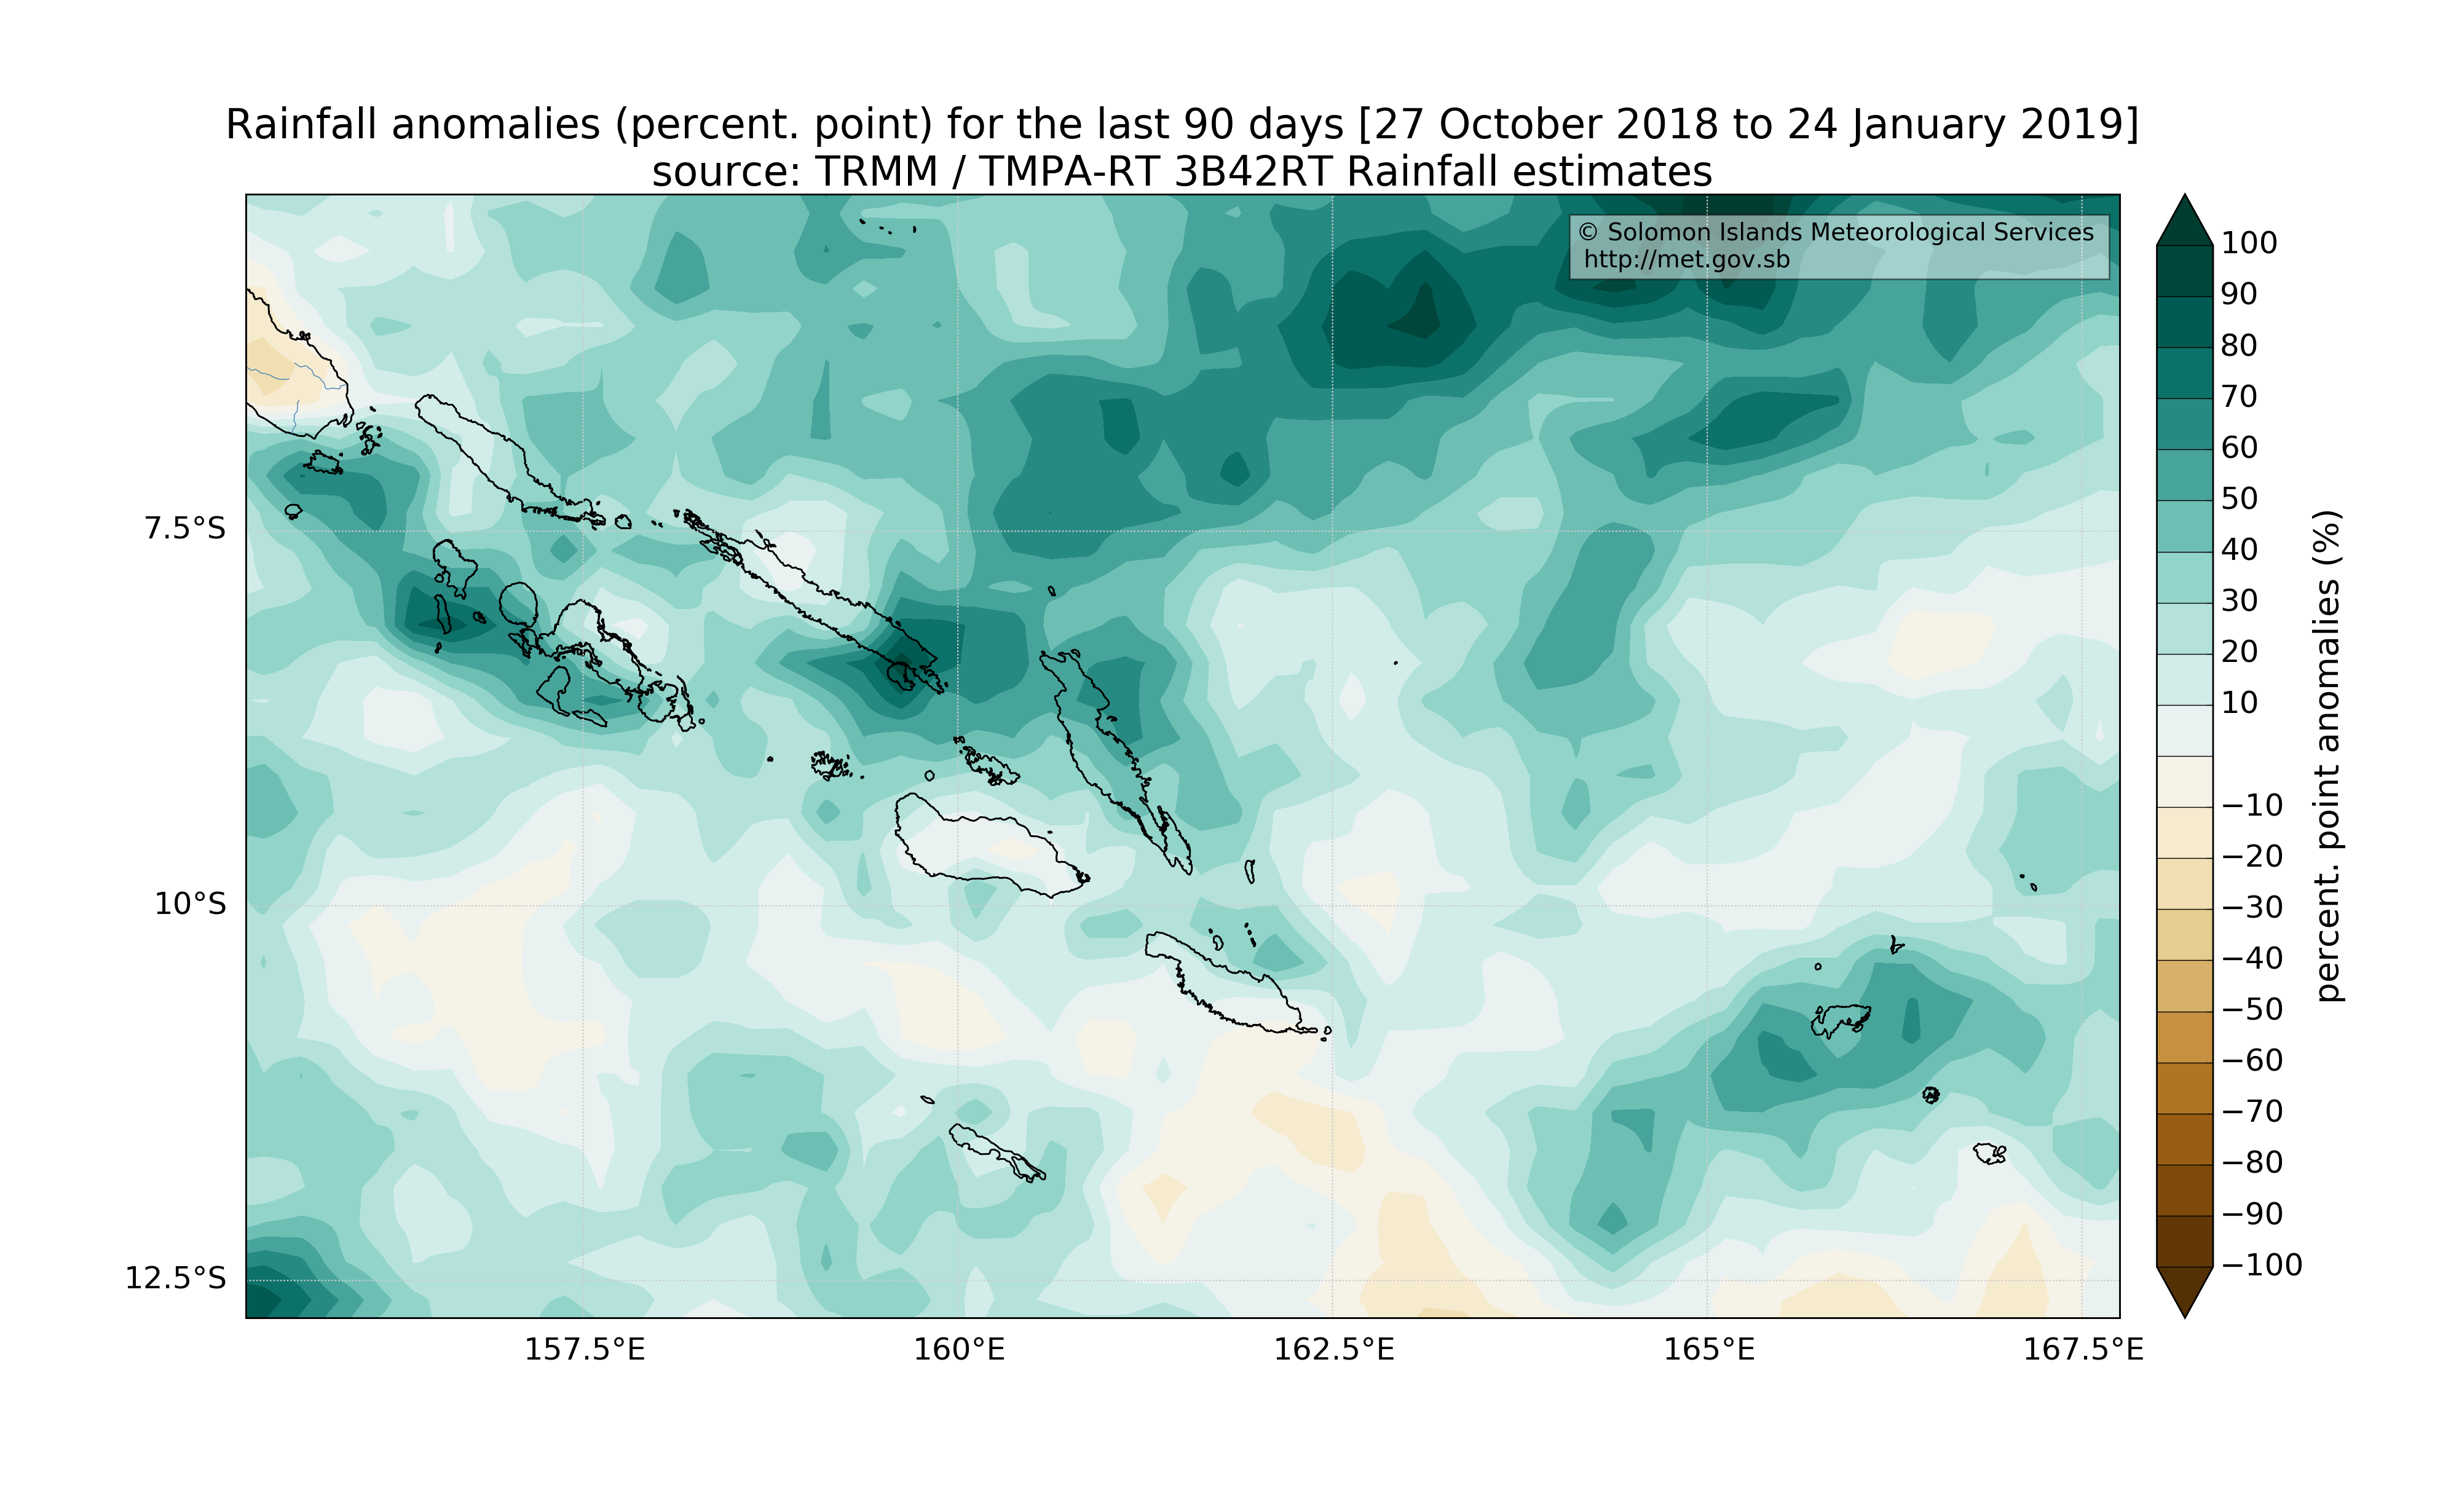 Rainfall anomalies (percent. point) for the last 90 days [27 October 2018 to 24 January 2019]
source: TRMM / TMPA-RT 3B42RT Rainfall estimates
© Solomon Islands Meteorological Services
http://met.gov.sb
7.5°S
10°S
12.5°S
157.5°E
160°E
162.5°E
165°E
167.5°E
100
90
80
70
60
50
40
30
20
10
−10
−20
−30
−40
−50
−60
−70
−80
−90
−100
percent. point anomalies (%)